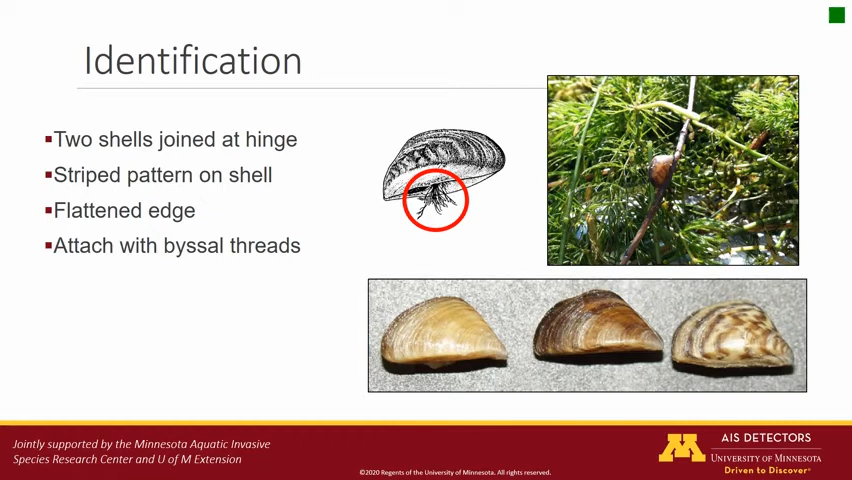 Identification
▪Two shells joined at hinge
▪Striped pattern on shell
▪Flattened edge
▪Attach with byssal threads
Jointly supported by the Minnesota Aquatic Invasive
Species Research Center and U of M Extension
©2020 Regents of the University of Minnesota. All rights reserved.
M
AIS DETECTORS
UNIVERSITY OF MINNESOTA
Driven to Discover®